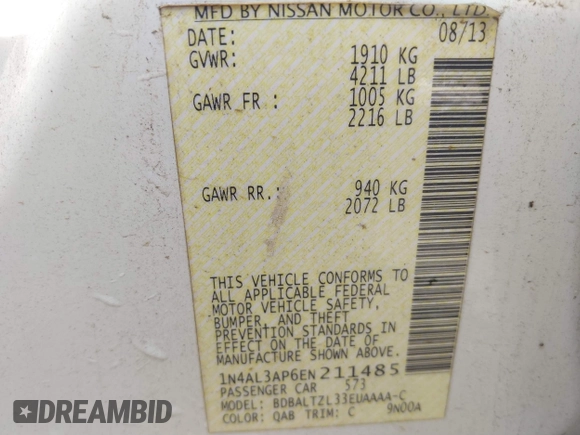 MFD BY NISSAN MOTOR CO., LTD.
DATE: 08/13
GVWR: 1910 KG
4211 LB
GAWR FR : 1005 KG
2216 LB
GAWR RR.: 940 KG
2072 LB
THIS VEHICLE CONFORMS TO
ALL APPLICABLE FEDERAL
MOTOR VEHICLE SAFETY,
BUMPER, AND THEFT
PREVENTION STANDARDS IN
EFFECT ON THE DATE OF
MANUFACTURE SHOWN ABOVE.
1N4AL3AP6EN211485
PASSENGER CAR 573
MODEL: BDBALTZL33EUAAAA-C
COLOR: QAB TRIM: C 9N00A
DREAMBID